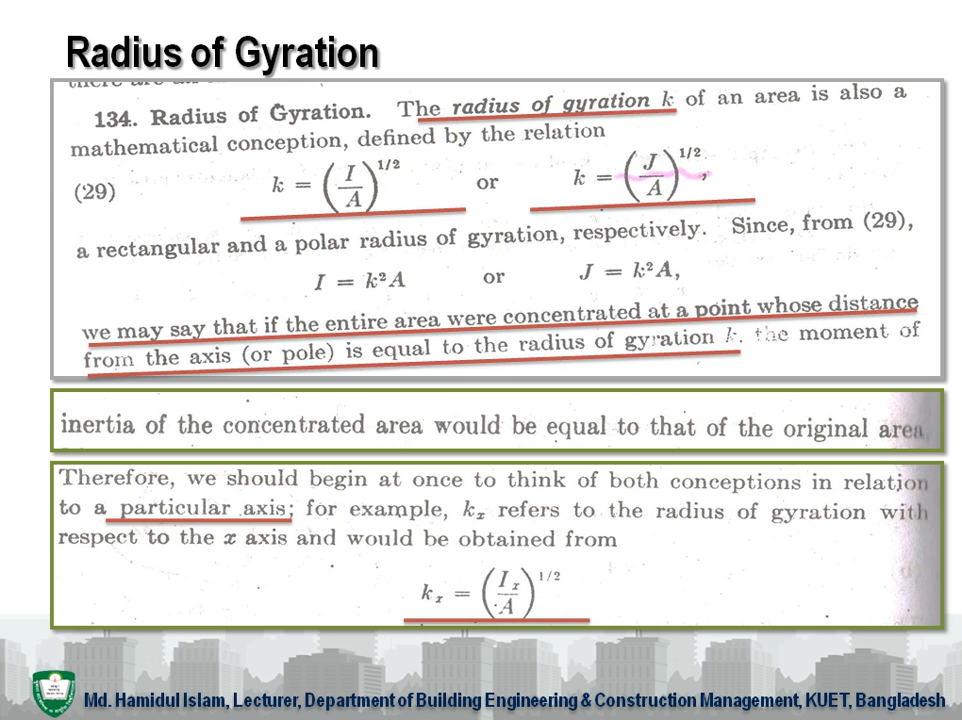 Radius of Gyration
134. Radius of Gyration. The radius of gyration k of an area is also a
mathematical conception, defined by the relation
(29) k = (I/A)^1/2 or k = (J/A)^1/2,
a rectangular and a polar radius of gyration, respectively. Since, from (29),
I = k²A or J = k²A,
we may say that if the entire area were concentrated at a point whose distance
from the axis (or pole) is equal to the radius of gyration k. the moment of
inertia of the concentrated area would be equal to that of the original area
Therefore, we should begin at once to think of both conceptions in relation
to a particular axis; for example, kₓ refers to the radius of gyration with
respect to the x axis and would be obtained from
kₓ = (Iₓ/A)^1/2
Md. Hamidul Islam, Lecturer, Department of Building Engineering & Construction Management, KUET, Bangladesh